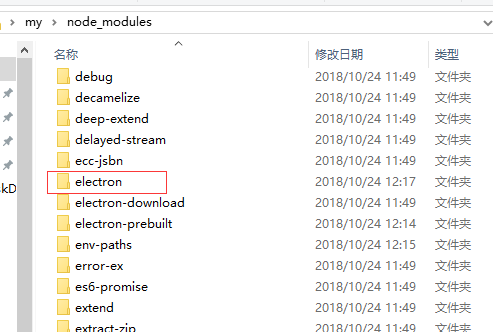 my > node_modules
名称 修改日期 类型
debug 2018/10/24 11:49 文件夹
decamelize 2018/10/24 11:49 文件夹
deep-extend 2018/10/24 11:49 文件夹
delayed-stream 2018/10/24 11:49 文件夹
ecc-jsbn 2018/10/24 11:49 文件夹
electron 2018/10/24 12:17 文件夹
electron-download 2018/10/24 11:49 文件夹
electron-prebuilt 2018/10/24 12:14 文件夹
env-paths 2018/10/24 12:15 文件夹
error-ex 2018/10/24 11:49 文件夹
es6-promise 2018/10/24 11:49 文件夹
extend 2018/10/24 11:49 文件夹
extract-zip 2018/10/24 11:49 文件夹